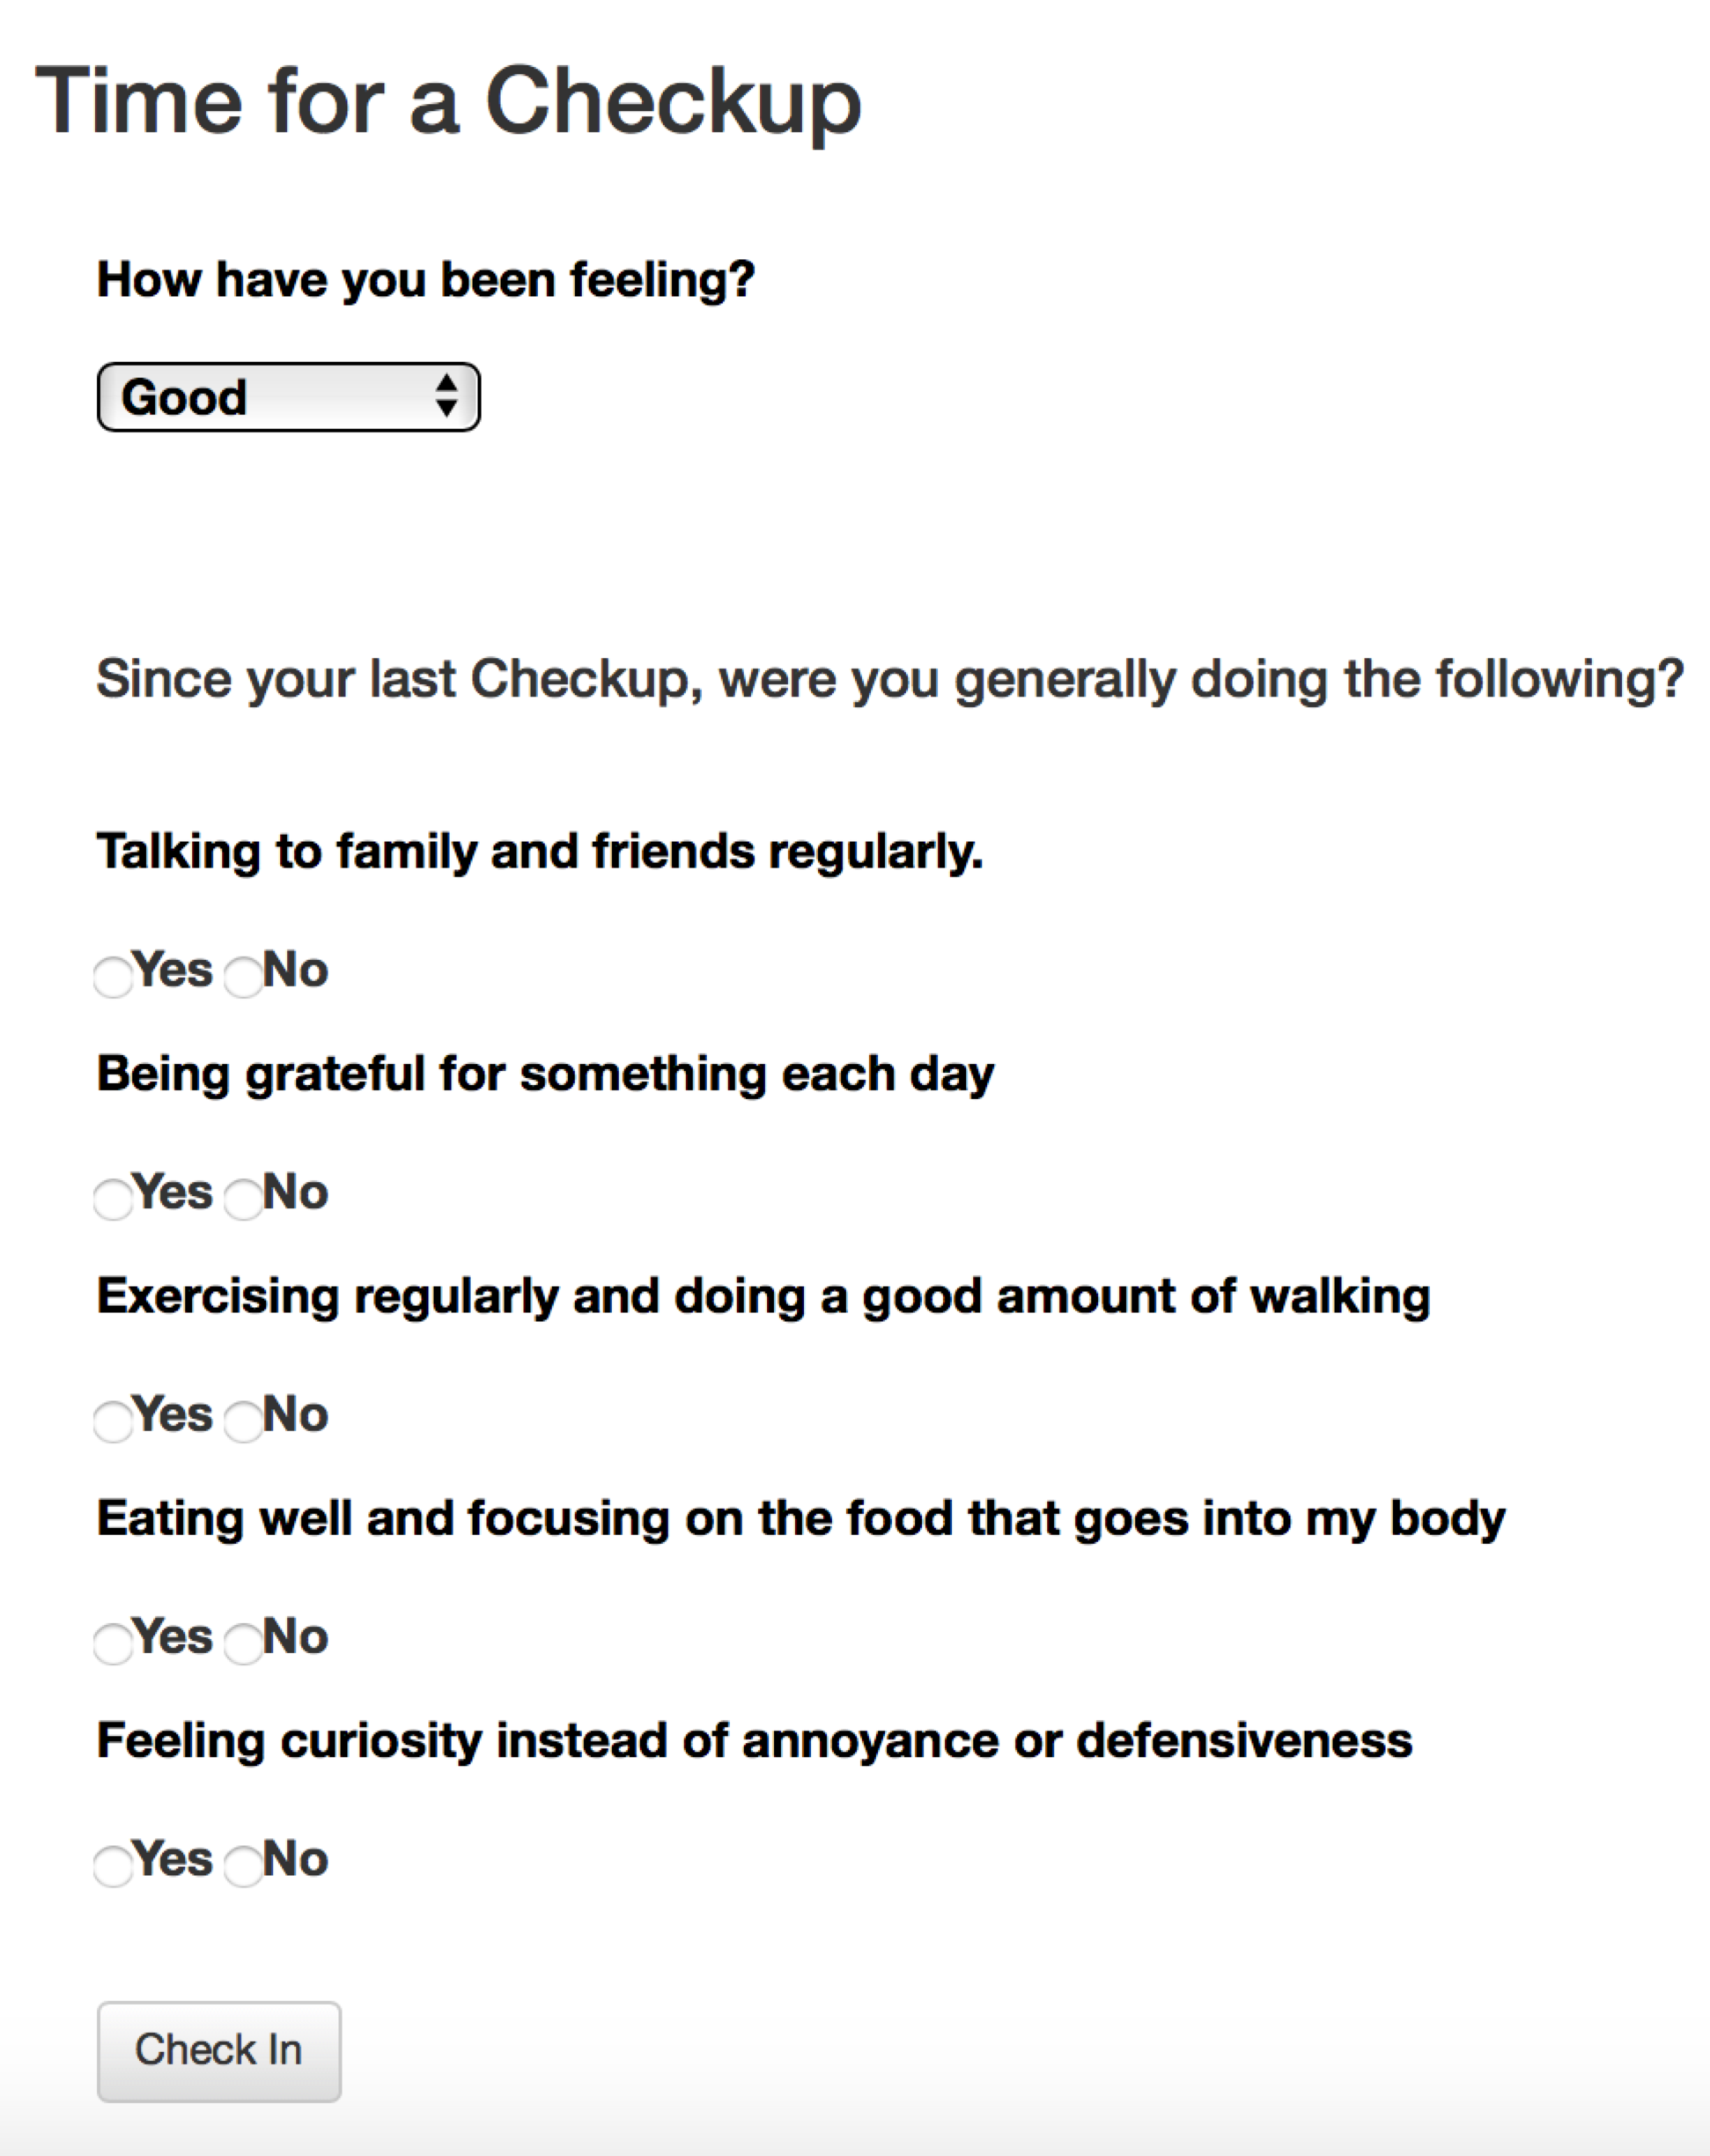 Time for a Checkup
How have you been feeling?
Good
Since your last Checkup, were you generally doing the following?
Talking to family and friends regularly.
Yes No
Being grateful for something each day
Yes No
Exercising regularly and doing a good amount of walking
Yes No
Eating well and focusing on the food that goes into my body
Yes No
Feeling curiosity instead of annoyance or defensiveness
Yes No
Check In